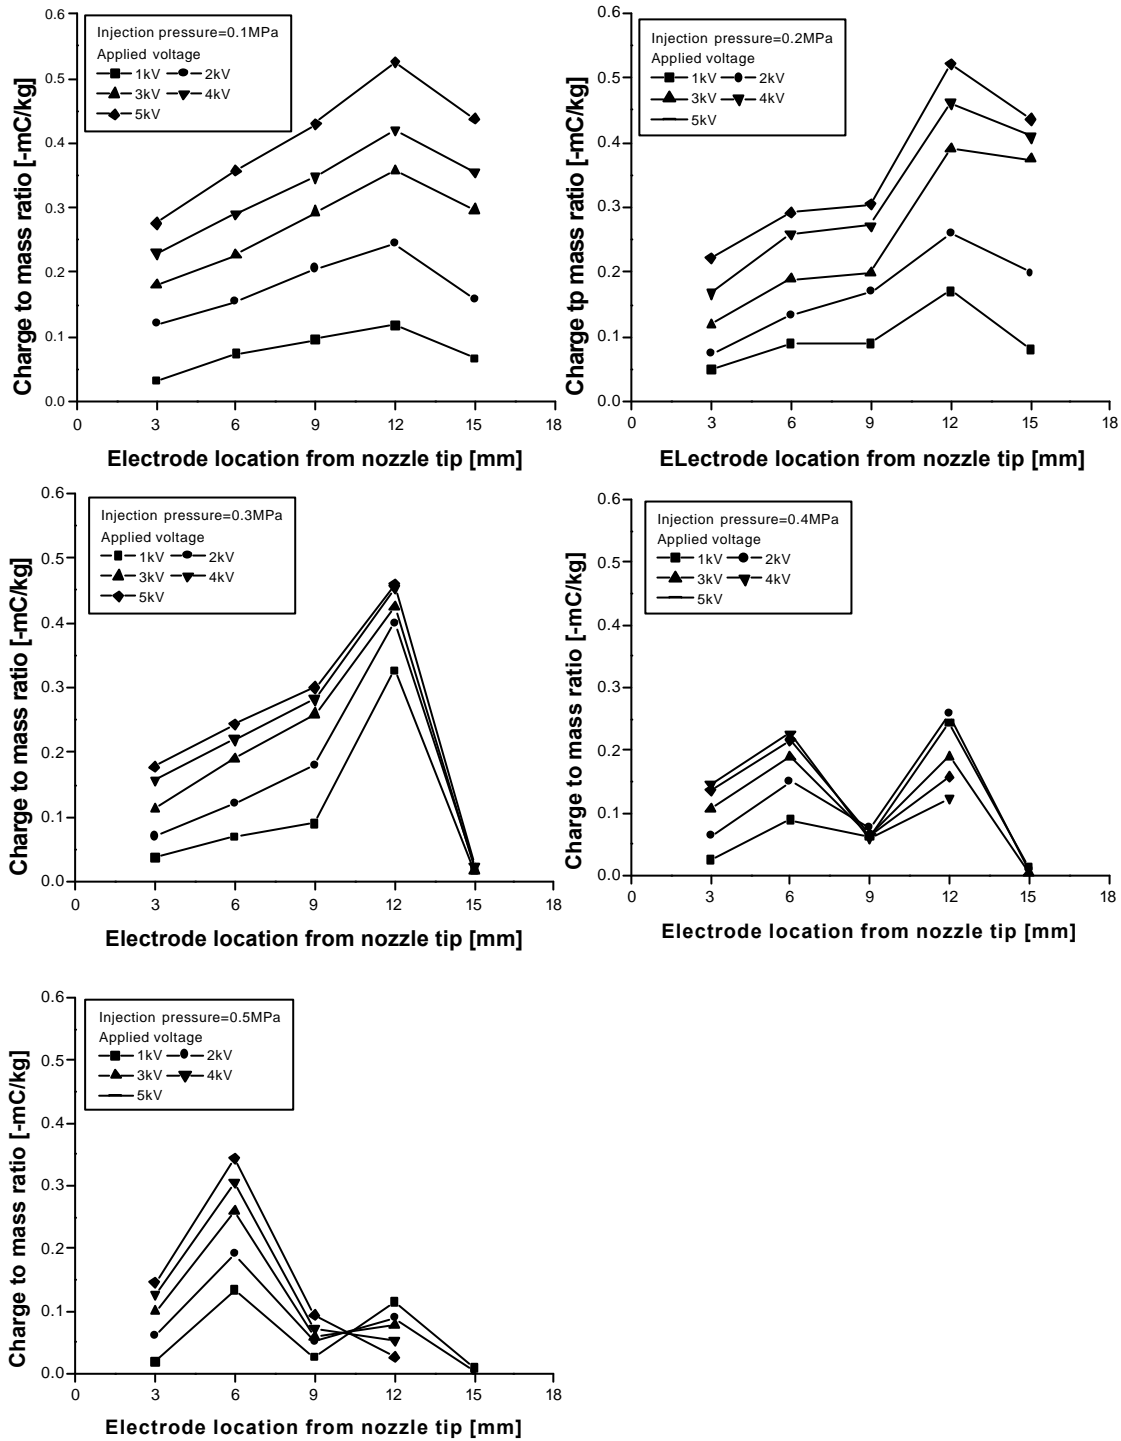 Injection pressure=0.1MPa
Applied voltage
1kV 2kV
3kV 4kV
5kV
Charge to mass ratio [-mC/kg]
0.6
0.5
0.4
0.3
0.2
0.1
0.0
0 3 6 9 12 15 18
Electrode location from nozzle tip [mm]
Injection pressure=0.2MPa
Applied voltage
1kV 2kV
3kV 4kV
5kV
Charge tp mass ratio [-mC/kg]
0.6
0.5
0.4
0.3
0.2
0.1
0.0
0 3 6 9 12 15 18
ELectrode location from nozzle tip [mm]
Injection pressure=0.3MPa
Applied voltage
1kV 2kV
3kV 4kV
5kV
Charge to mass ratio [-mC/kg]
0.6
0.5
0.4
0.3
0.2
0.1
0.0
0 3 6 9 12 15 18
Electrode location from nozzle tip [mm]
Injection pressure=0.4MPa
Applied voltage
1kV 2kV
3kV 4kV
5kV
Charge to mass ratio [-mC/kg]
0.6
0.5
0.4
0.3
0.2
0.1
0.0
0 3 6 9 12 15 18
Electrode location from nozzle tip [mm]
Injection pressure=0.5MPa
Applied voltage
1kV 2kV
3kV 4kV
5kV
Charge to mass ratio [-mC/kg]
0.6
0.5
0.4
0.3
0.2
0.1
0.0
0 3 6 9 12 15 18
Electrode location from nozzle tip [mm]